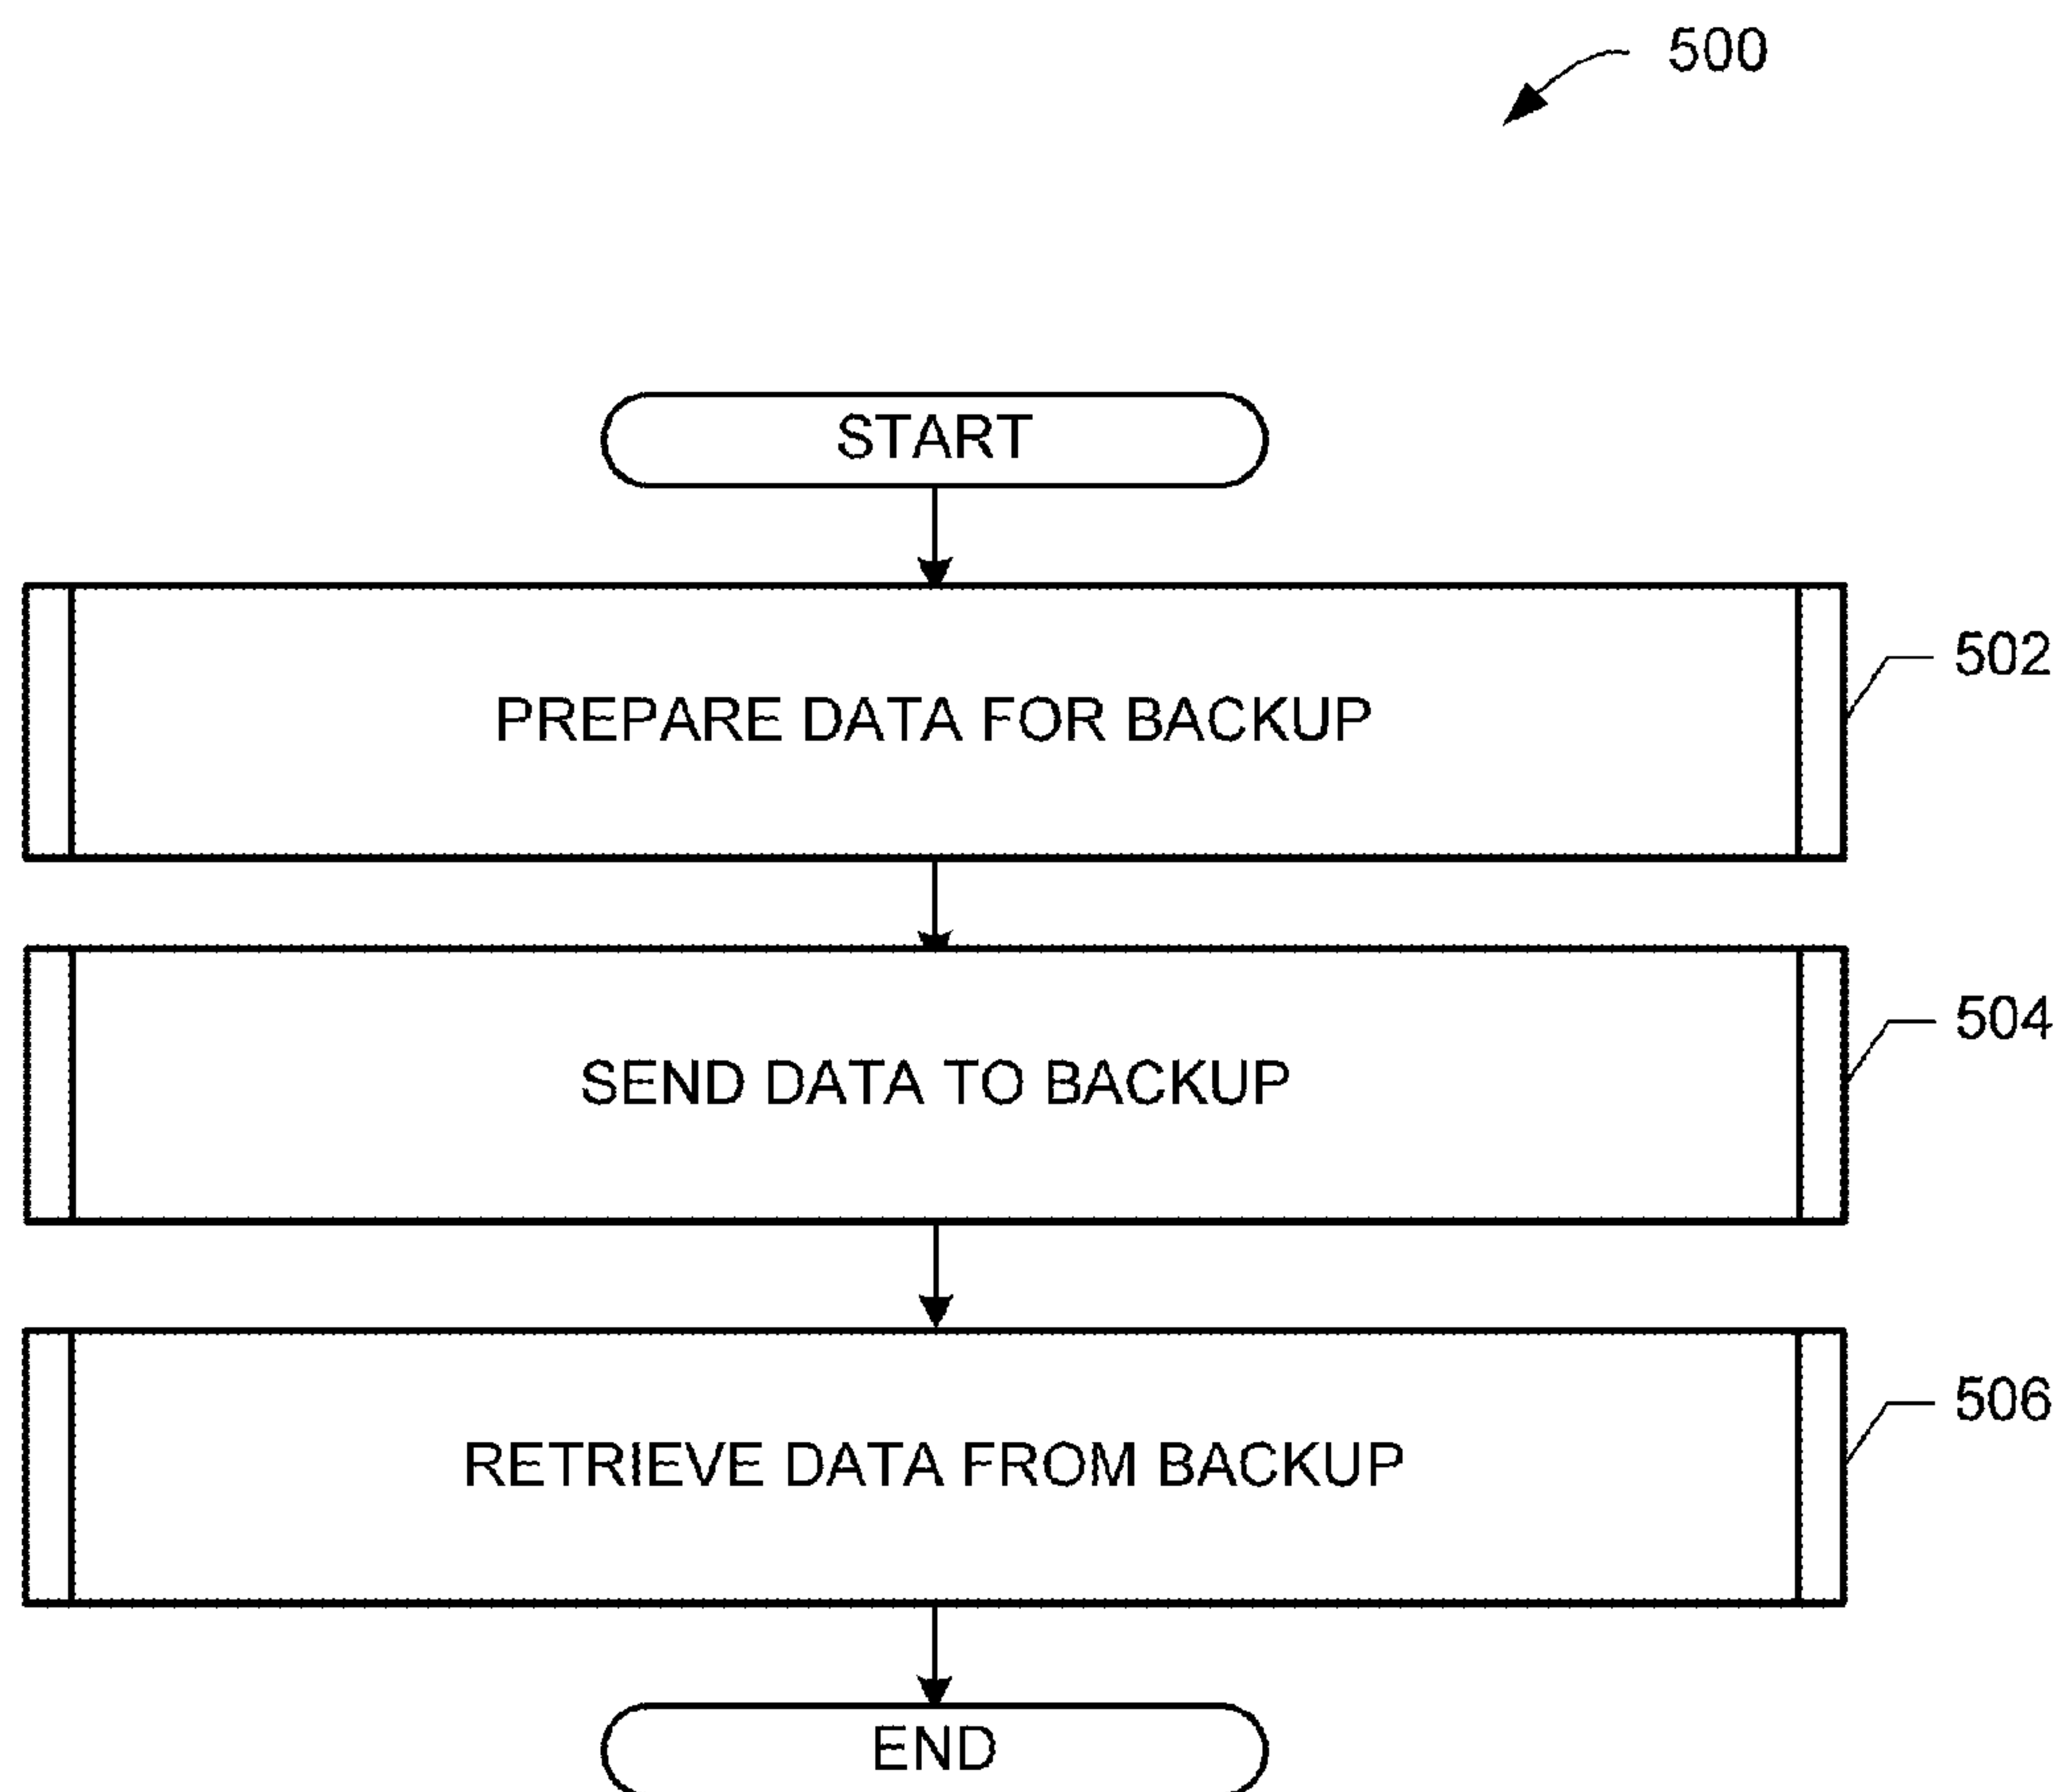 500
START
PREPARE DATA FOR BACKUP
502
SEND DATA TO BACKUP
504
RETRIEVE DATA FROM BACKUP
506
END